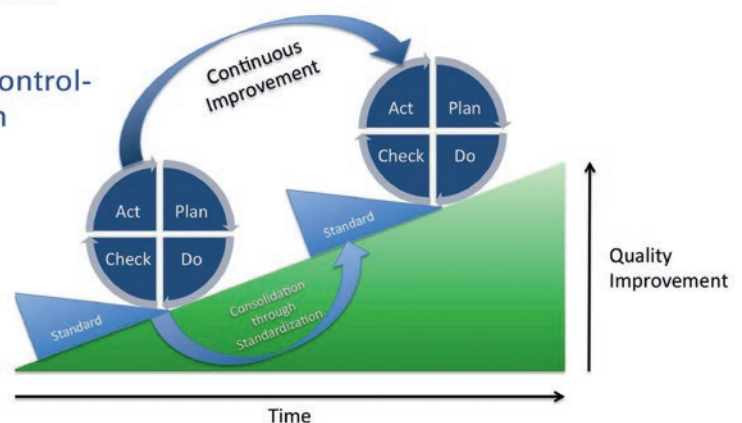 ontrol-
Continuous
Improvement
Act
Plan
Check
Do
Act
Plan
Check
Do
Standard
Standard
Consolidation
through
Standardization
Quality
Improvement
Time